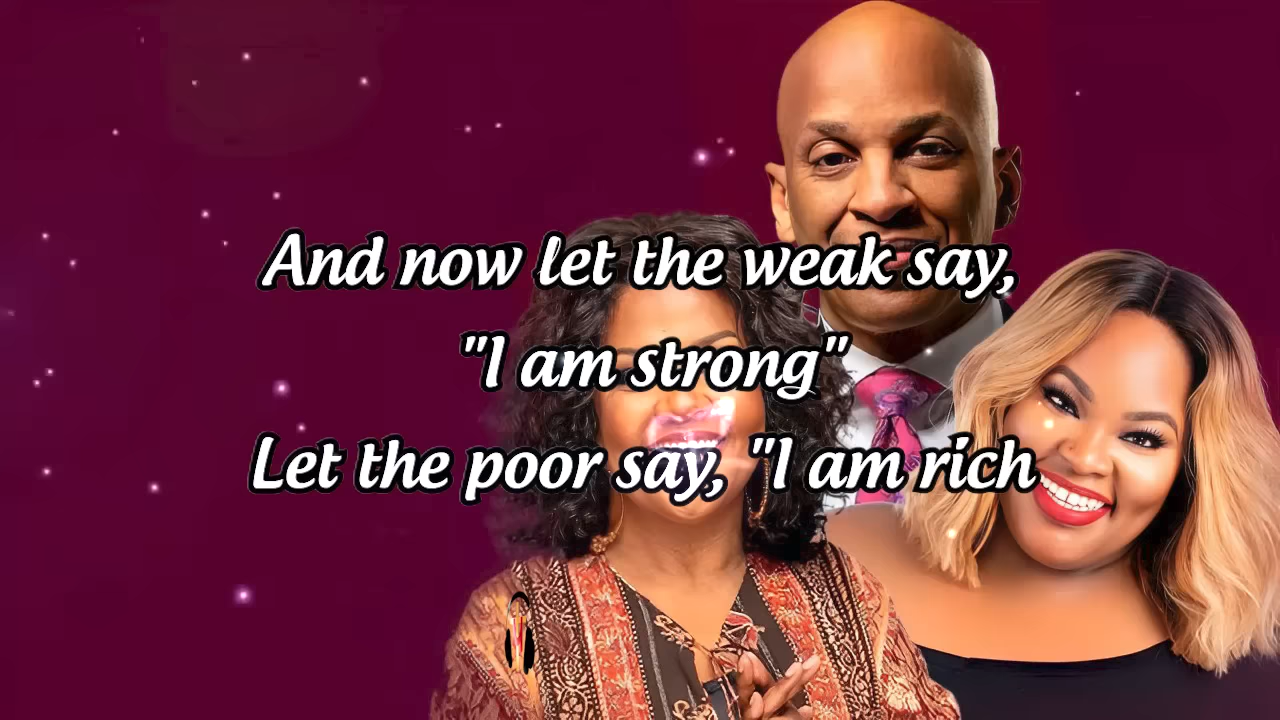 And now let the weak say,
"I am strong"
Let the poor say, "I am rich